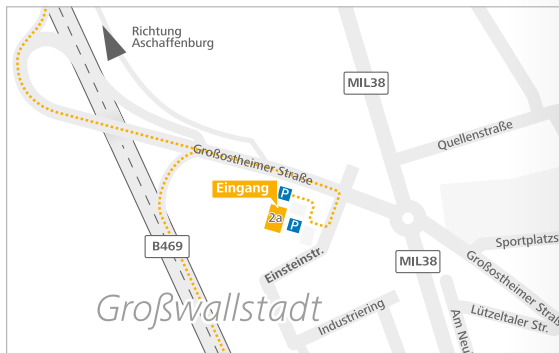 Richtung
Aschaffenburg
MIL38
Quellenstraße
Großostheimer Straße
Eingang
P
2a
P
B469
Einsteinstr.
MIL38
Sportplatzs
Großostheimer Straß
Großwallstadt
Industriering
Am Neu
Lützeltaler Str.